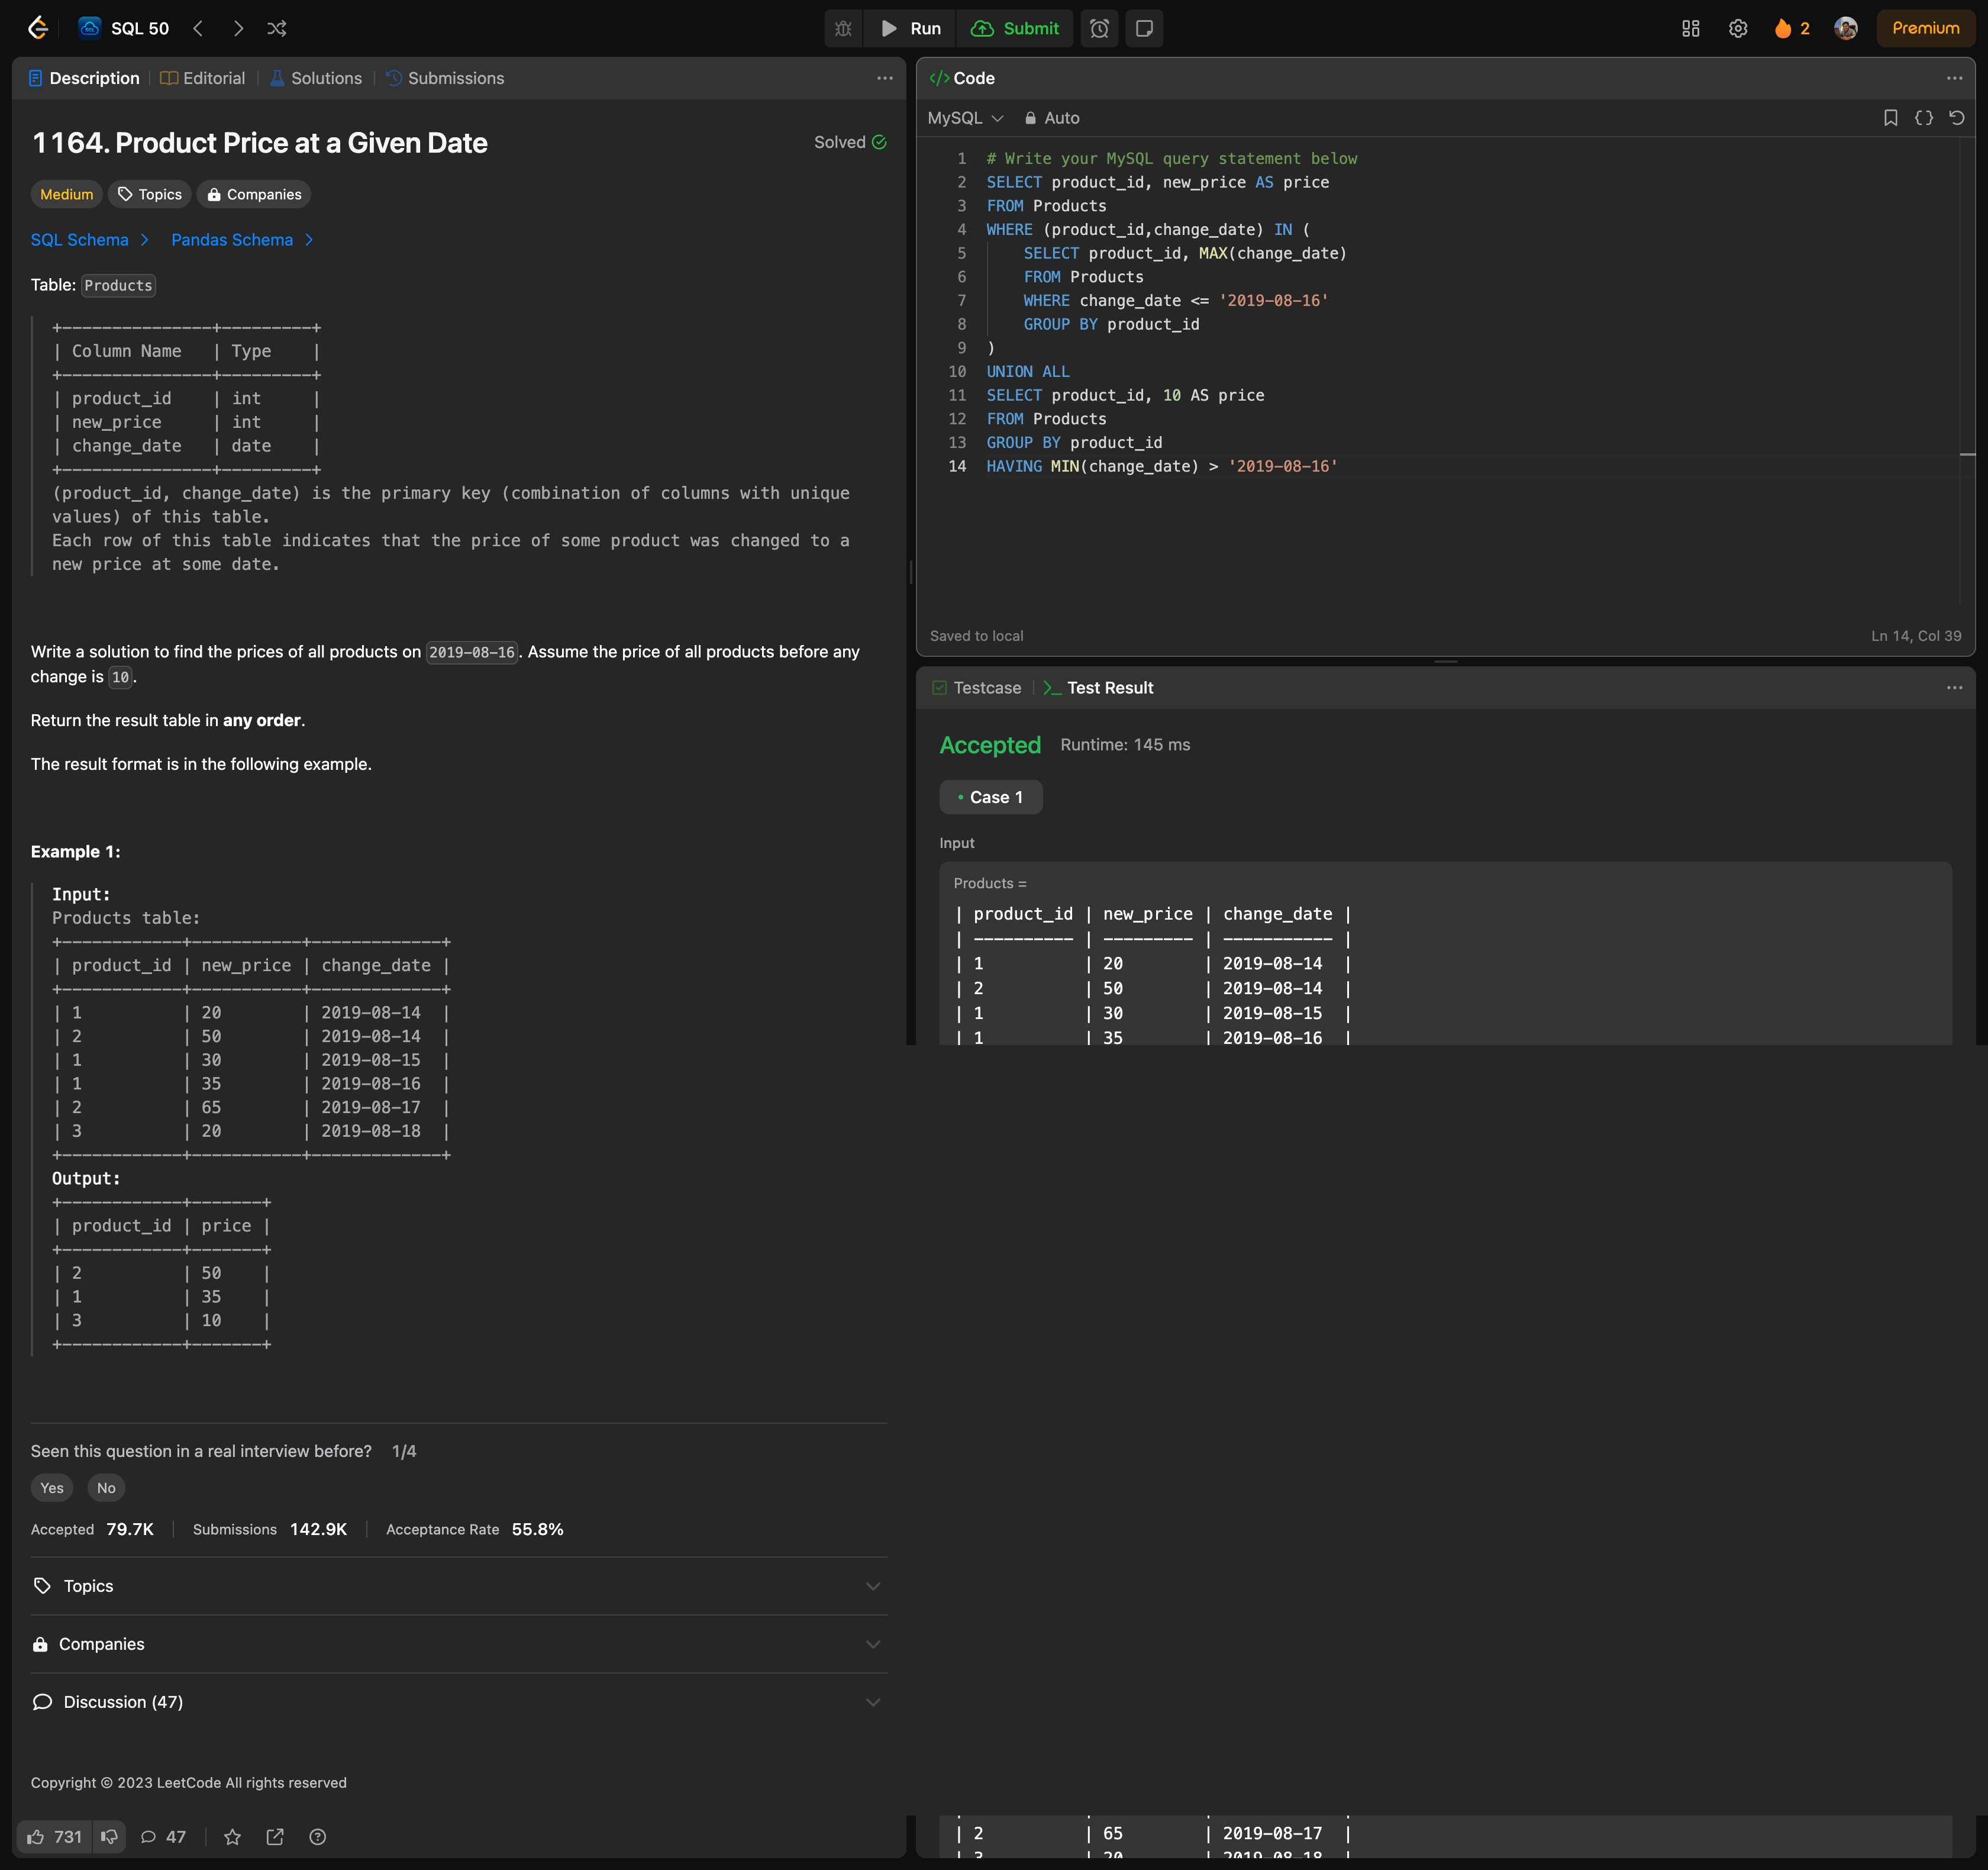 SQL 50
Run
Submit
2
Premium
Description
Editorial
Solutions
Submissions
1164. Product Price at a Given Date
Solved
Medium
Topics
Companies
SQL Schema
Pandas Schema
Table: Products
+---------------+---------+
| Column Name   | Type    |
+---------------+---------+
| product_id    | int     |
| new_price     | int     |
| change_date   | date    |
+---------------+---------+
(product_id, change_date) is the primary key (combination of columns with unique
values) of this table.
Each row of this table indicates that the price of some product was changed to a
new price at some date.
Write a solution to find the prices of all products on 2019-08-16. Assume the price of all products before any
change is 10.
Return the result table in any order.
The result format is in the following example.
Example 1:
Input:
Products table:
+------------+-----------+-------------+
| product_id | new_price | change_date |
+------------+-----------+-------------+
| 1          | 20        | 2019-08-14  |
| 2          | 50        | 2019-08-14  |
| 1          | 30        | 2019-08-15  |
| 1          | 35        | 2019-08-16  |
| 2          | 65        | 2019-08-17  |
| 3          | 20        | 2019-08-18  |
+------------+-----------+-------------+
Output:
+------------+-------+
| product_id | price |
+------------+-------+
| 2          | 50    |
| 1          | 35    |
| 3          | 10    |
+------------+-------+
Seen this question in a real interview before? 1/4
Yes
No
Accepted 79.7K
Submissions 142.9K
Acceptance Rate 55.8%
Topics
Companies
Discussion (47)
Copyright © 2023 LeetCode All rights reserved
731
47
</> Code
MySQL
Auto
1 # Write your MySQL query statement below
2 SELECT product_id, new_price AS price
3 FROM Products
4 WHERE (product_id,change_date) IN (
5     SELECT product_id, MAX(change_date)
6     FROM Products
7     WHERE change_date <= '2019-08-16'
8     GROUP BY product_id
9 )
10 UNION ALL
11 SELECT product_id, 10 AS price
12 FROM Products
13 GROUP BY product_id
14 HAVING MIN(change_date) > '2019-08-16'
Saved to local
Ln 14, Col 39
Testcase
Test Result
Accepted
Runtime: 145 ms
Case 1
Input
Products =
| product_id | new_price | change_date |
| ---------- | --------- | ----------- |
| 1          | 20        | 2019-08-14  |
| 2          | 50        | 2019-08-14  |
| 1          | 30        | 2019-08-15  |
| 1          | 35        | 2019-08-16  |
| 2          | 65        | 2019-08-17  |
| 3          | 20        | 2019-08-18  |